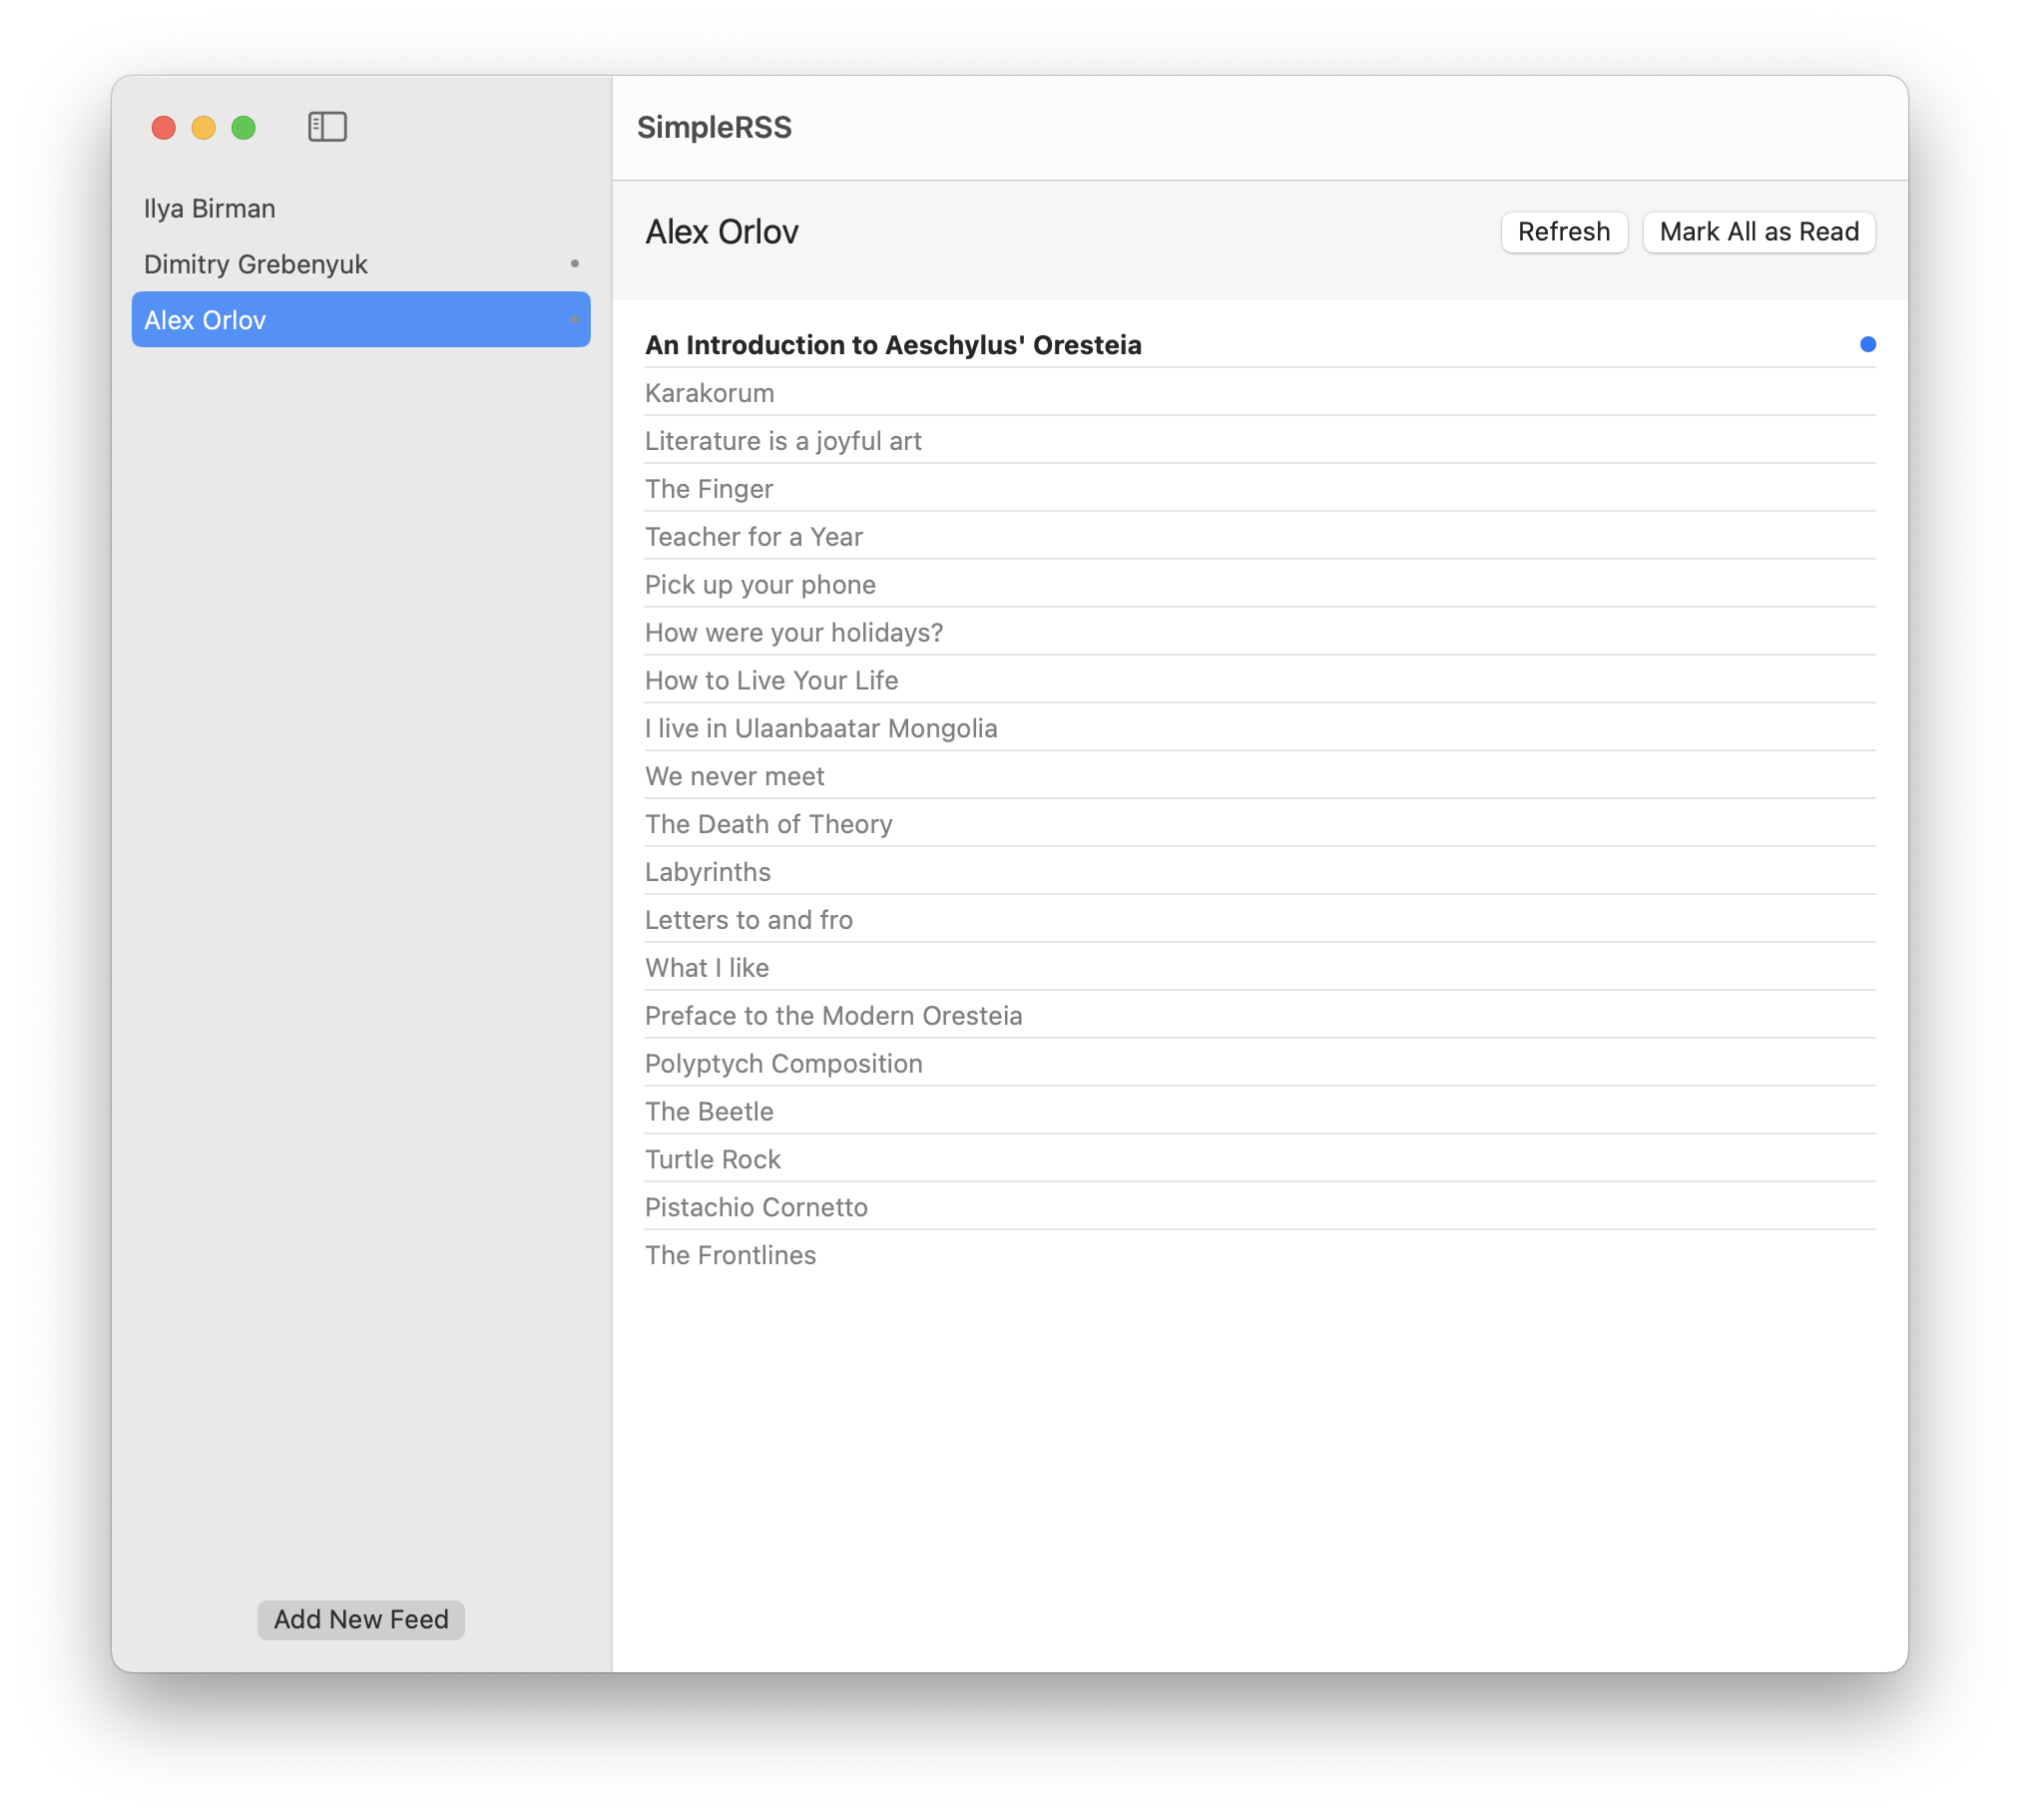 SimpleRSS
Ilya Birman
Dimitry Grebenyuk
Alex Orlov
Add New Feed
Alex Orlov
Refresh
Mark All as Read
An Introduction to Aeschylus' Oresteia
Karakorum
Literature is a joyful art
The Finger
Teacher for a Year
Pick up your phone
How were your holidays?
How to Live Your Life
I live in Ulaanbaatar Mongolia
We never meet
The Death of Theory
Labyrinths
Letters to and fro
What I like
Preface to the Modern Oresteia
Polyptych Composition
The Beetle
Turtle Rock
Pistachio Cornetto
The Frontlines